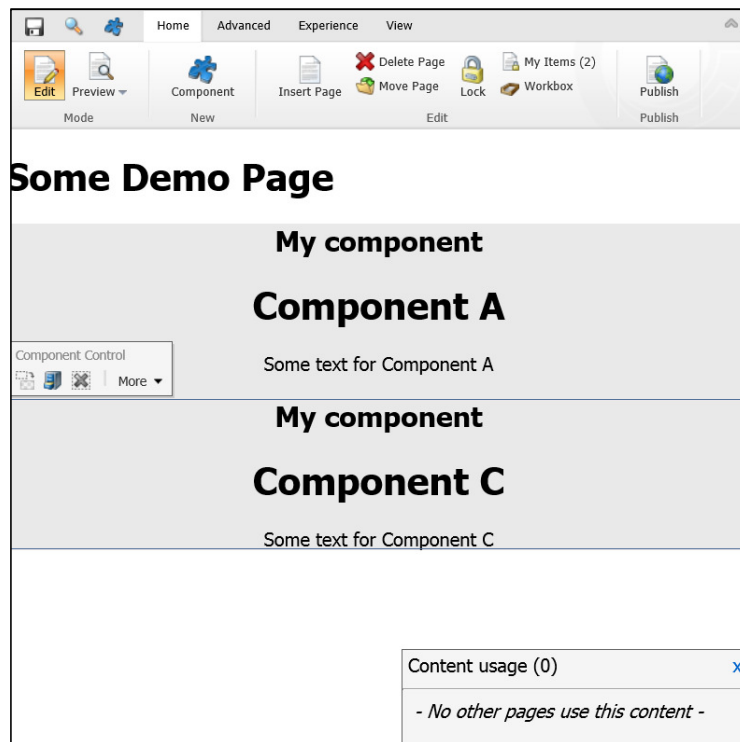 Home Advanced Experience View
Edit Preview Component Insert Page Delete Page Move Page Lock My Items (2) Workbox Publish
Mode New Edit Publish
Some Demo Page
My component
Component A
Some text for Component A
Component Control
More
My component
Component C
Some text for Component C
Content usage (0) x
- No other pages use this content -